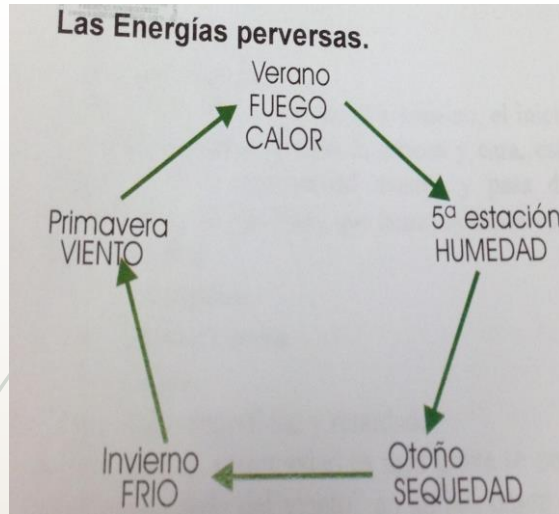 Las Energías perversas.
Verano
FUEGO
CALOR
5ª estación
HUMEDAD
Otoño
SEQUEDAD
Invierno
FRIO
Primavera
VIENTO